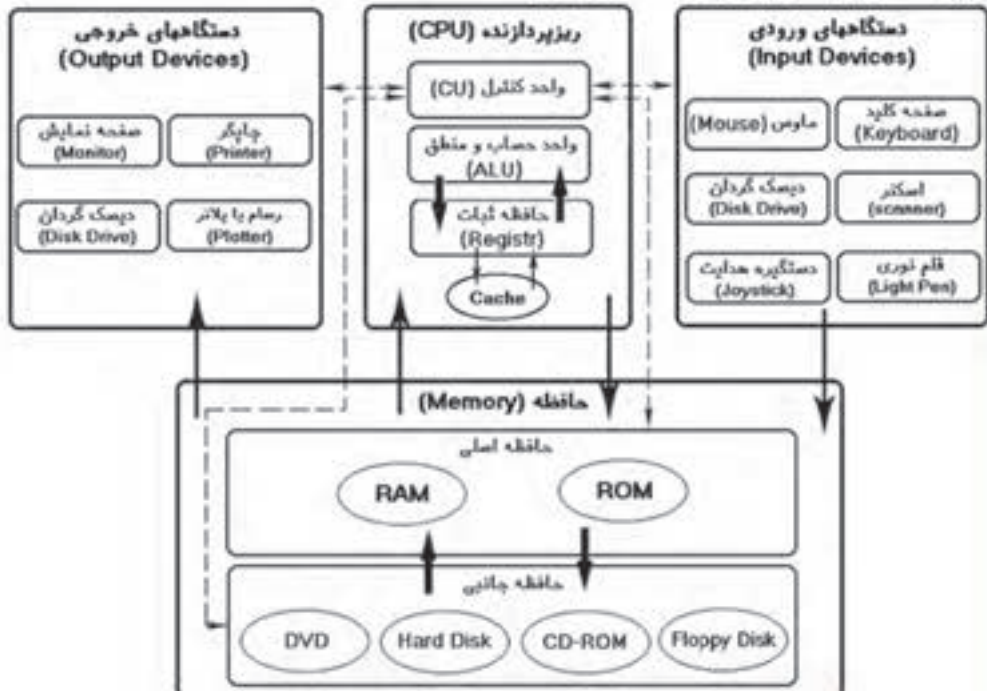 دستگاههای ورودی
(Input Devices)
صفحه کلید
(Keyboard)
ماوس (Mouse)
اسکنر
(scnnner)
دیسک گردان
(Disk Drive)
قلم نوری
(Light Pen)
دستگیره هدایت
(Joystick)
ریزپردازنده (CPU)
واحد کنترل (CU)
واحد حساب و منطق
(ALU)
حافظه ثبات
(Registr)
Cache
دستگاههای خروجی
(Output Devices)
چاپگر
(Printer)
صفحه نمایش
(Monitor)
رسام یا پلاتر
(Plotter)
دیسک گردان
(Disk Drive)
حافظه (Memory)
حافظه اصلی
RAM
ROM
حافظه جانبی
DVD
Hard Disk
CD-ROM
Floppy Disk